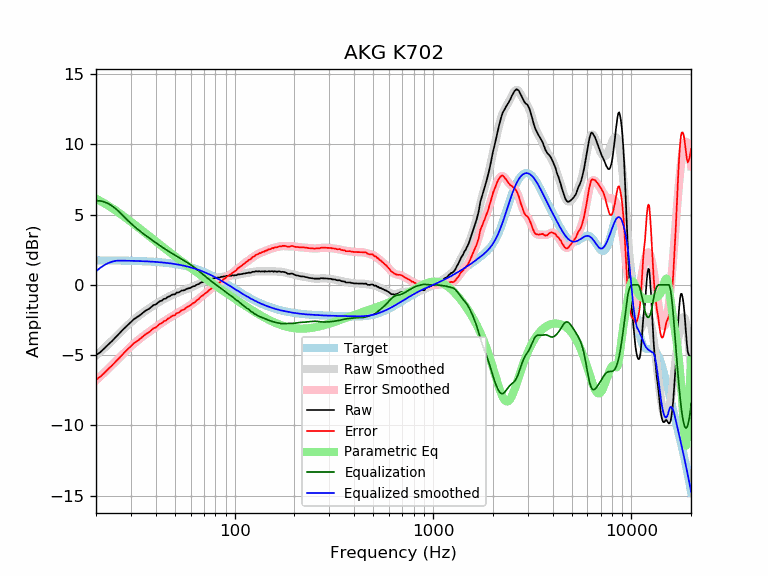 AKG K702
Amplitude (dBr)
15
10
5
0
−5
−10
−15
Target
Raw Smoothed
Error Smoothed
Raw
Error
Parametric Eq
Equalization
Equalized smoothed
100
1000
10000
Frequency (Hz)